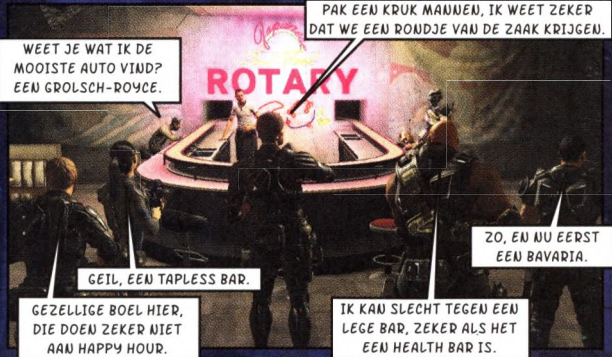 PAK EEN KRUK MANNEN, IK WEET ZEKER
DAT WE EEN RONDJE VAN DE ZAAK KRIJGEN.
WEET JE WAT IK DE
MOOISTE AUTO VIND?
EEN GROLSCH-ROYCE.
ROTARY
ZO, EN NU EERST
EEN BAVARIA.
GEIL, EEN TAPLESS BAR.
GEZELLIGE BOEL HIER,
DIE DOEN ZEKER NIET
AAN HAPPY HOUR.
IK KAN SLECHT TEGEN EEN
LEGE BAR, ZEKER ALS HET
EEN HEALTH BAR IS.